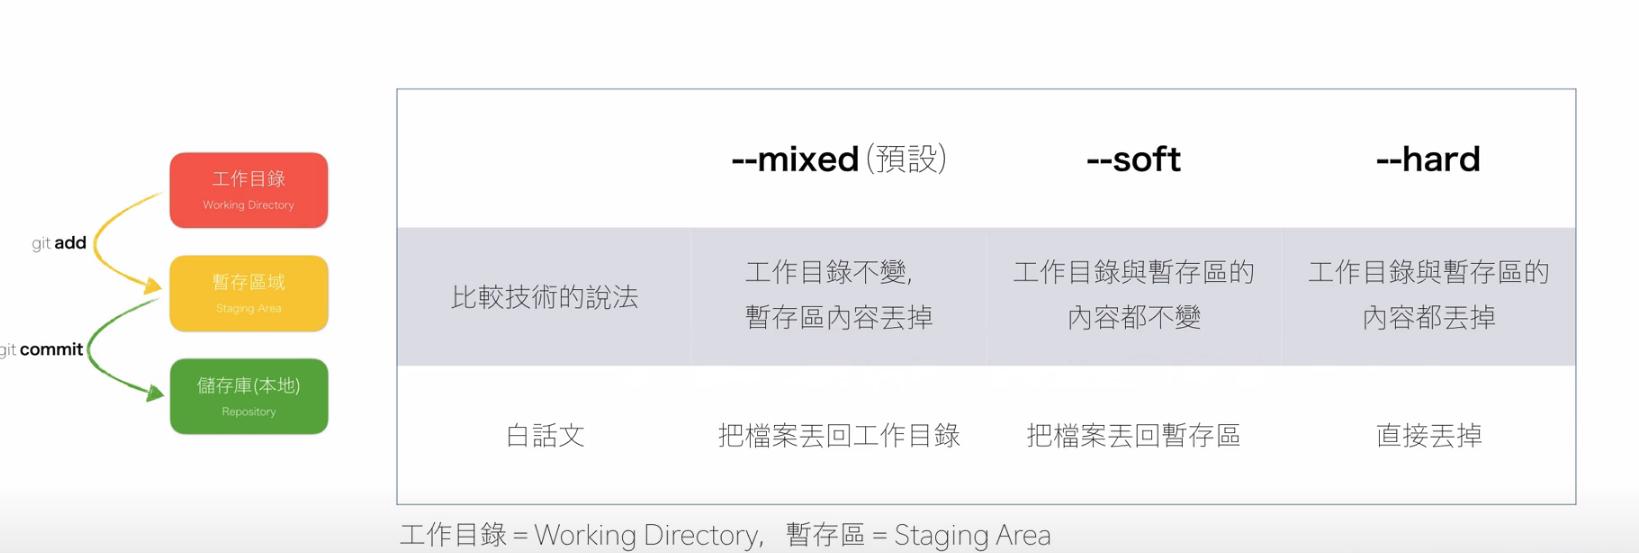 工作目錄
Working Directory
git add
暫存區域
Staging Area
git commit
儲存庫(本地)
Repository
--mixed(預設)
--soft
--hard
比較技術的說法
工作目錄不變,
暫存區內容丟掉
工作目錄與暫存區的
內容都不變
工作目錄與暫存區的
內容都丟掉
白話文
把檔案丟回工作目錄
把檔案丟回暫存區
直接丟掉
工作目錄 = Working Directory, 暫存區 = Staging Area